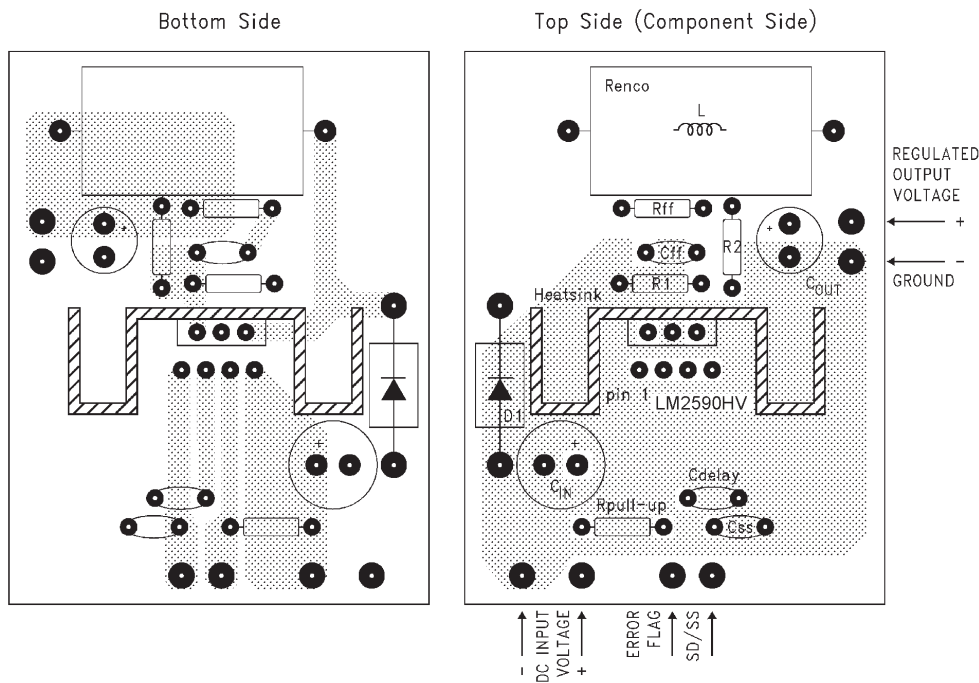 Bottom Side
Top Side (Component Side)
+
+
Renco
L
REGULATED
OUTPUT
VOLTAGE
+
-
GROUND
Rff
Cff
R2
R1
+
COUT
Heatsink
pin 1
LM2590HV
D1
+
CIN
Cdelay
Rpull-up
Css
-
DC INPUT
VOLTAGE
+
ERROR
FLAG
SD/SS